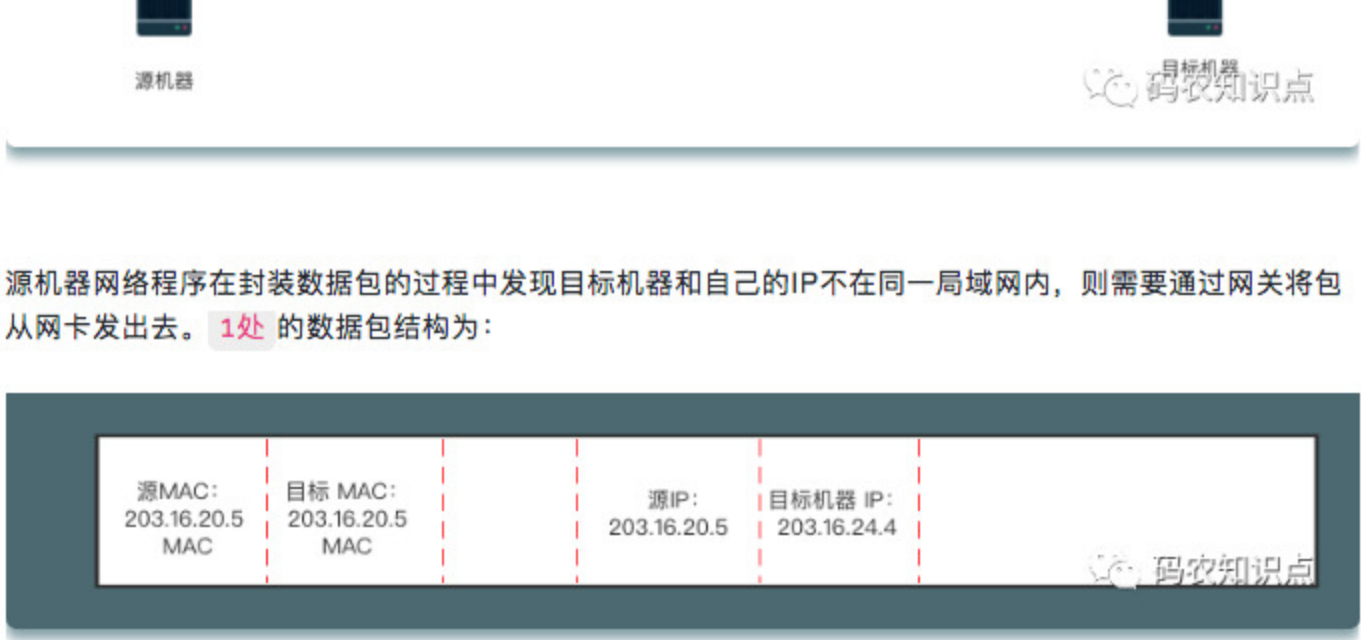 源机器
目标机器
码农知识点
源机器网络程序在封装数据包的过程中发现目标机器和自己的IP不在同一局域网内，则需要通过网关将包
从网卡发出去。 1处 的数据包结构为：
源MAC：
203.16.20.5
MAC
目标 MAC：
203.16.20.5
MAC
源IP：
203.16.20.5
目标机器 IP：
203.16.24.4
码农知识点